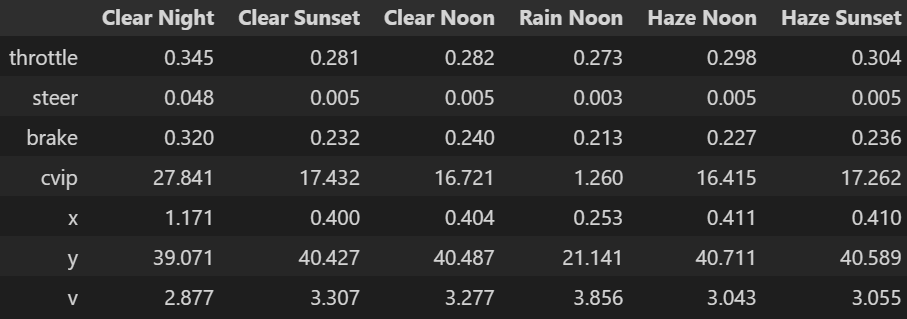 Clear Night Clear Sunset Clear Noon Rain Noon Haze Noon Haze Sunset
throttle 0.345 0.281 0.282 0.273 0.298 0.304
steer 0.048 0.005 0.005 0.003 0.005 0.005
brake 0.320 0.232 0.240 0.213 0.227 0.236
cvip 27.841 17.432 16.721 1.260 16.415 17.262
x 1.171 0.400 0.404 0.253 0.411 0.410
y 39.071 40.427 40.487 21.141 40.711 40.589
v 2.877 3.307 3.277 3.856 3.043 3.055